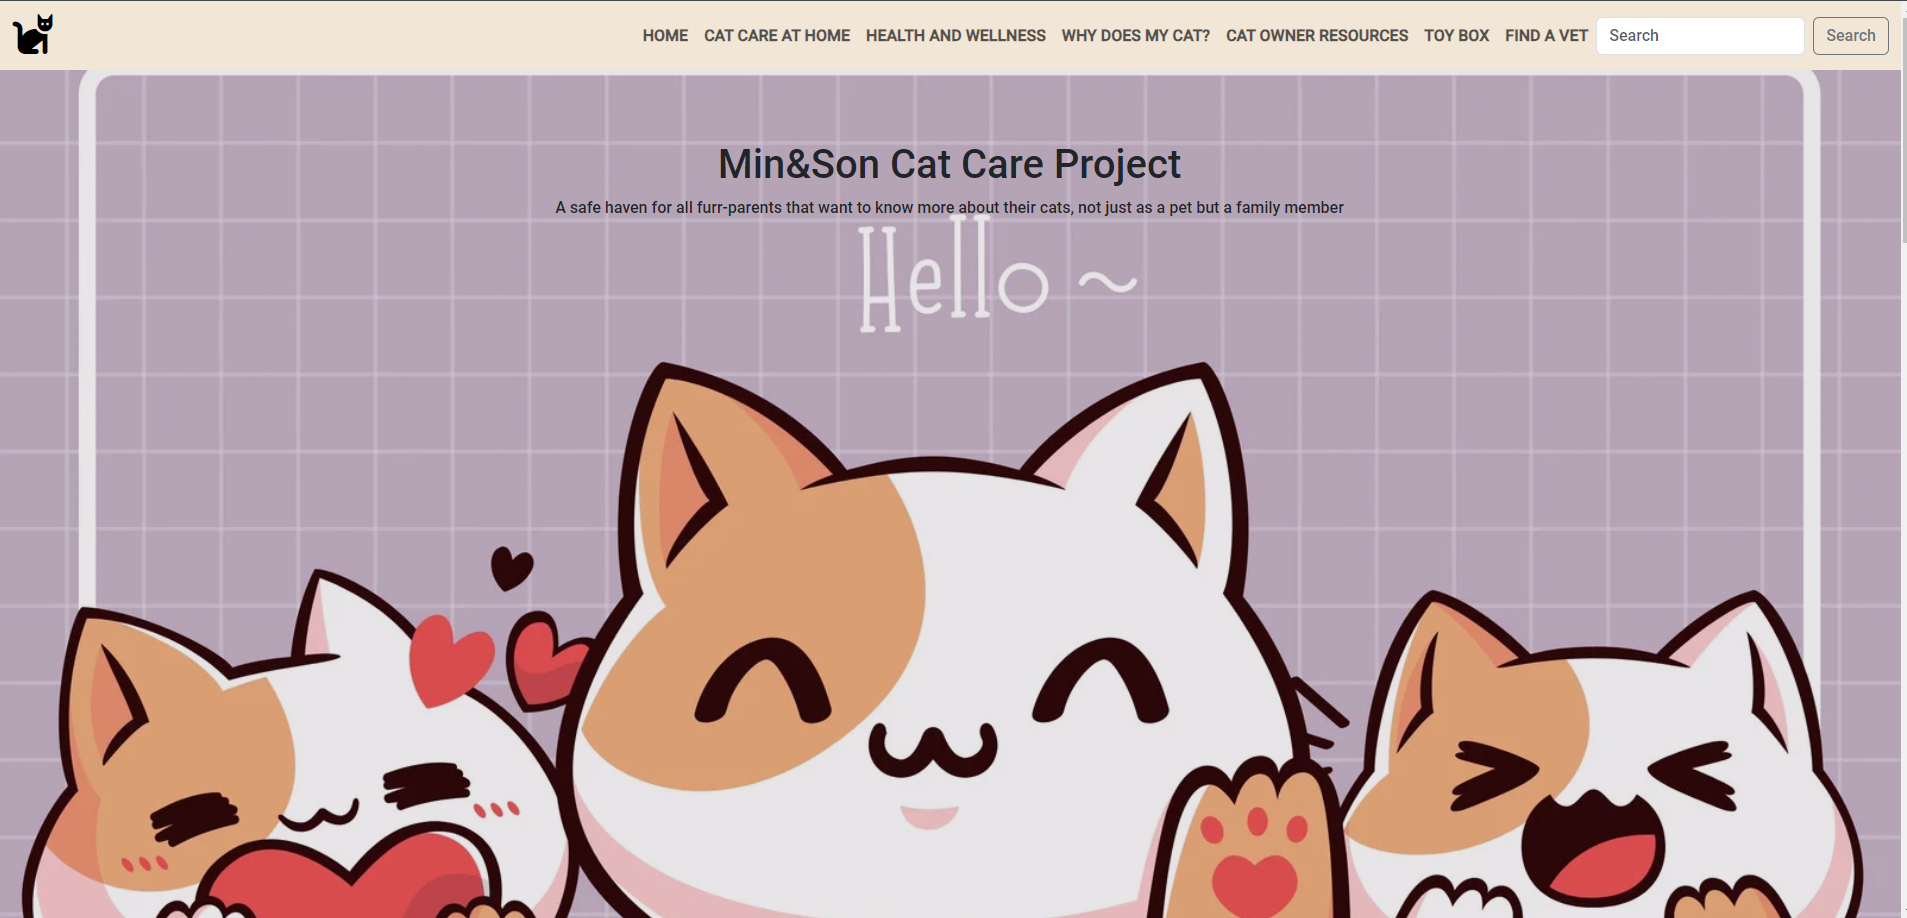 HOME CAT CARE AT HOME HEALTH AND WELLNESS WHY DOES MY CAT? CAT OWNER RESOURCES TOY BOX FIND A VET Search Search
Min&Son Cat Care Project
A safe haven for all furr-parents that want to know more about their cats, not just as a pet but a family member
Hello ~